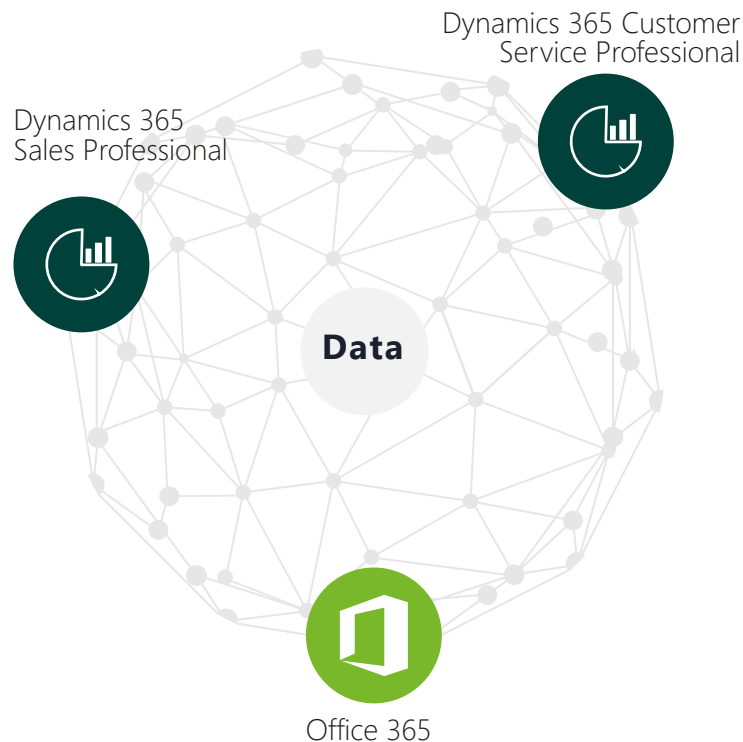 Dynamics 365 Customer
Service Professional
Dynamics 365
Sales Professional
Data
Office 365